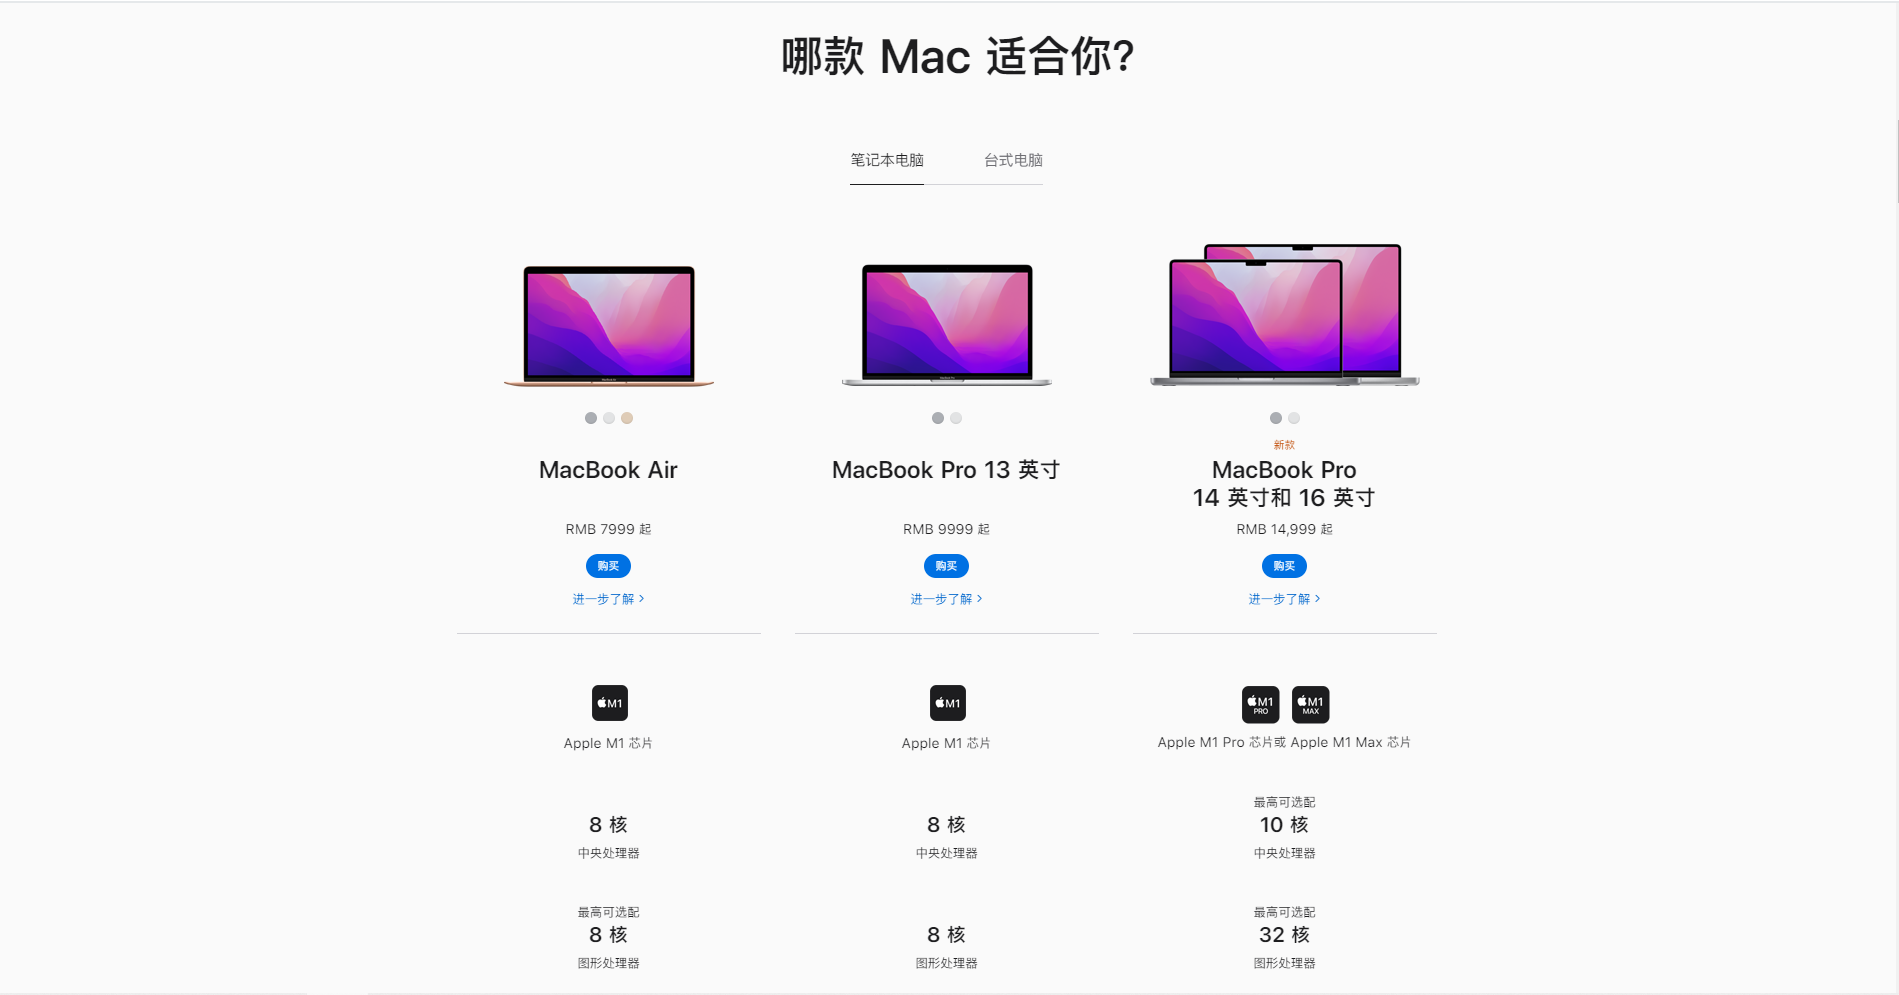 哪款 Mac 适合你?
笔记本电脑 台式电脑
MacBook Air
RMB 7999 起
购买
进一步了解 >
M1
Apple M1 芯片
8 核
中央处理器
最高可选配
8 核
图形处理器
MacBook Pro 13 英寸
RMB 9999 起
购买
进一步了解 >
M1
Apple M1 芯片
8 核
中央处理器
8 核
图形处理器
新款
MacBook Pro
14 英寸和 16 英寸
RMB 14,999 起
购买
进一步了解 >
M1 PRO
M1 MAX
Apple M1 Pro 芯片或 Apple M1 Max 芯片
最高可选配
10 核
中央处理器
最高可选配
32 核
图形处理器